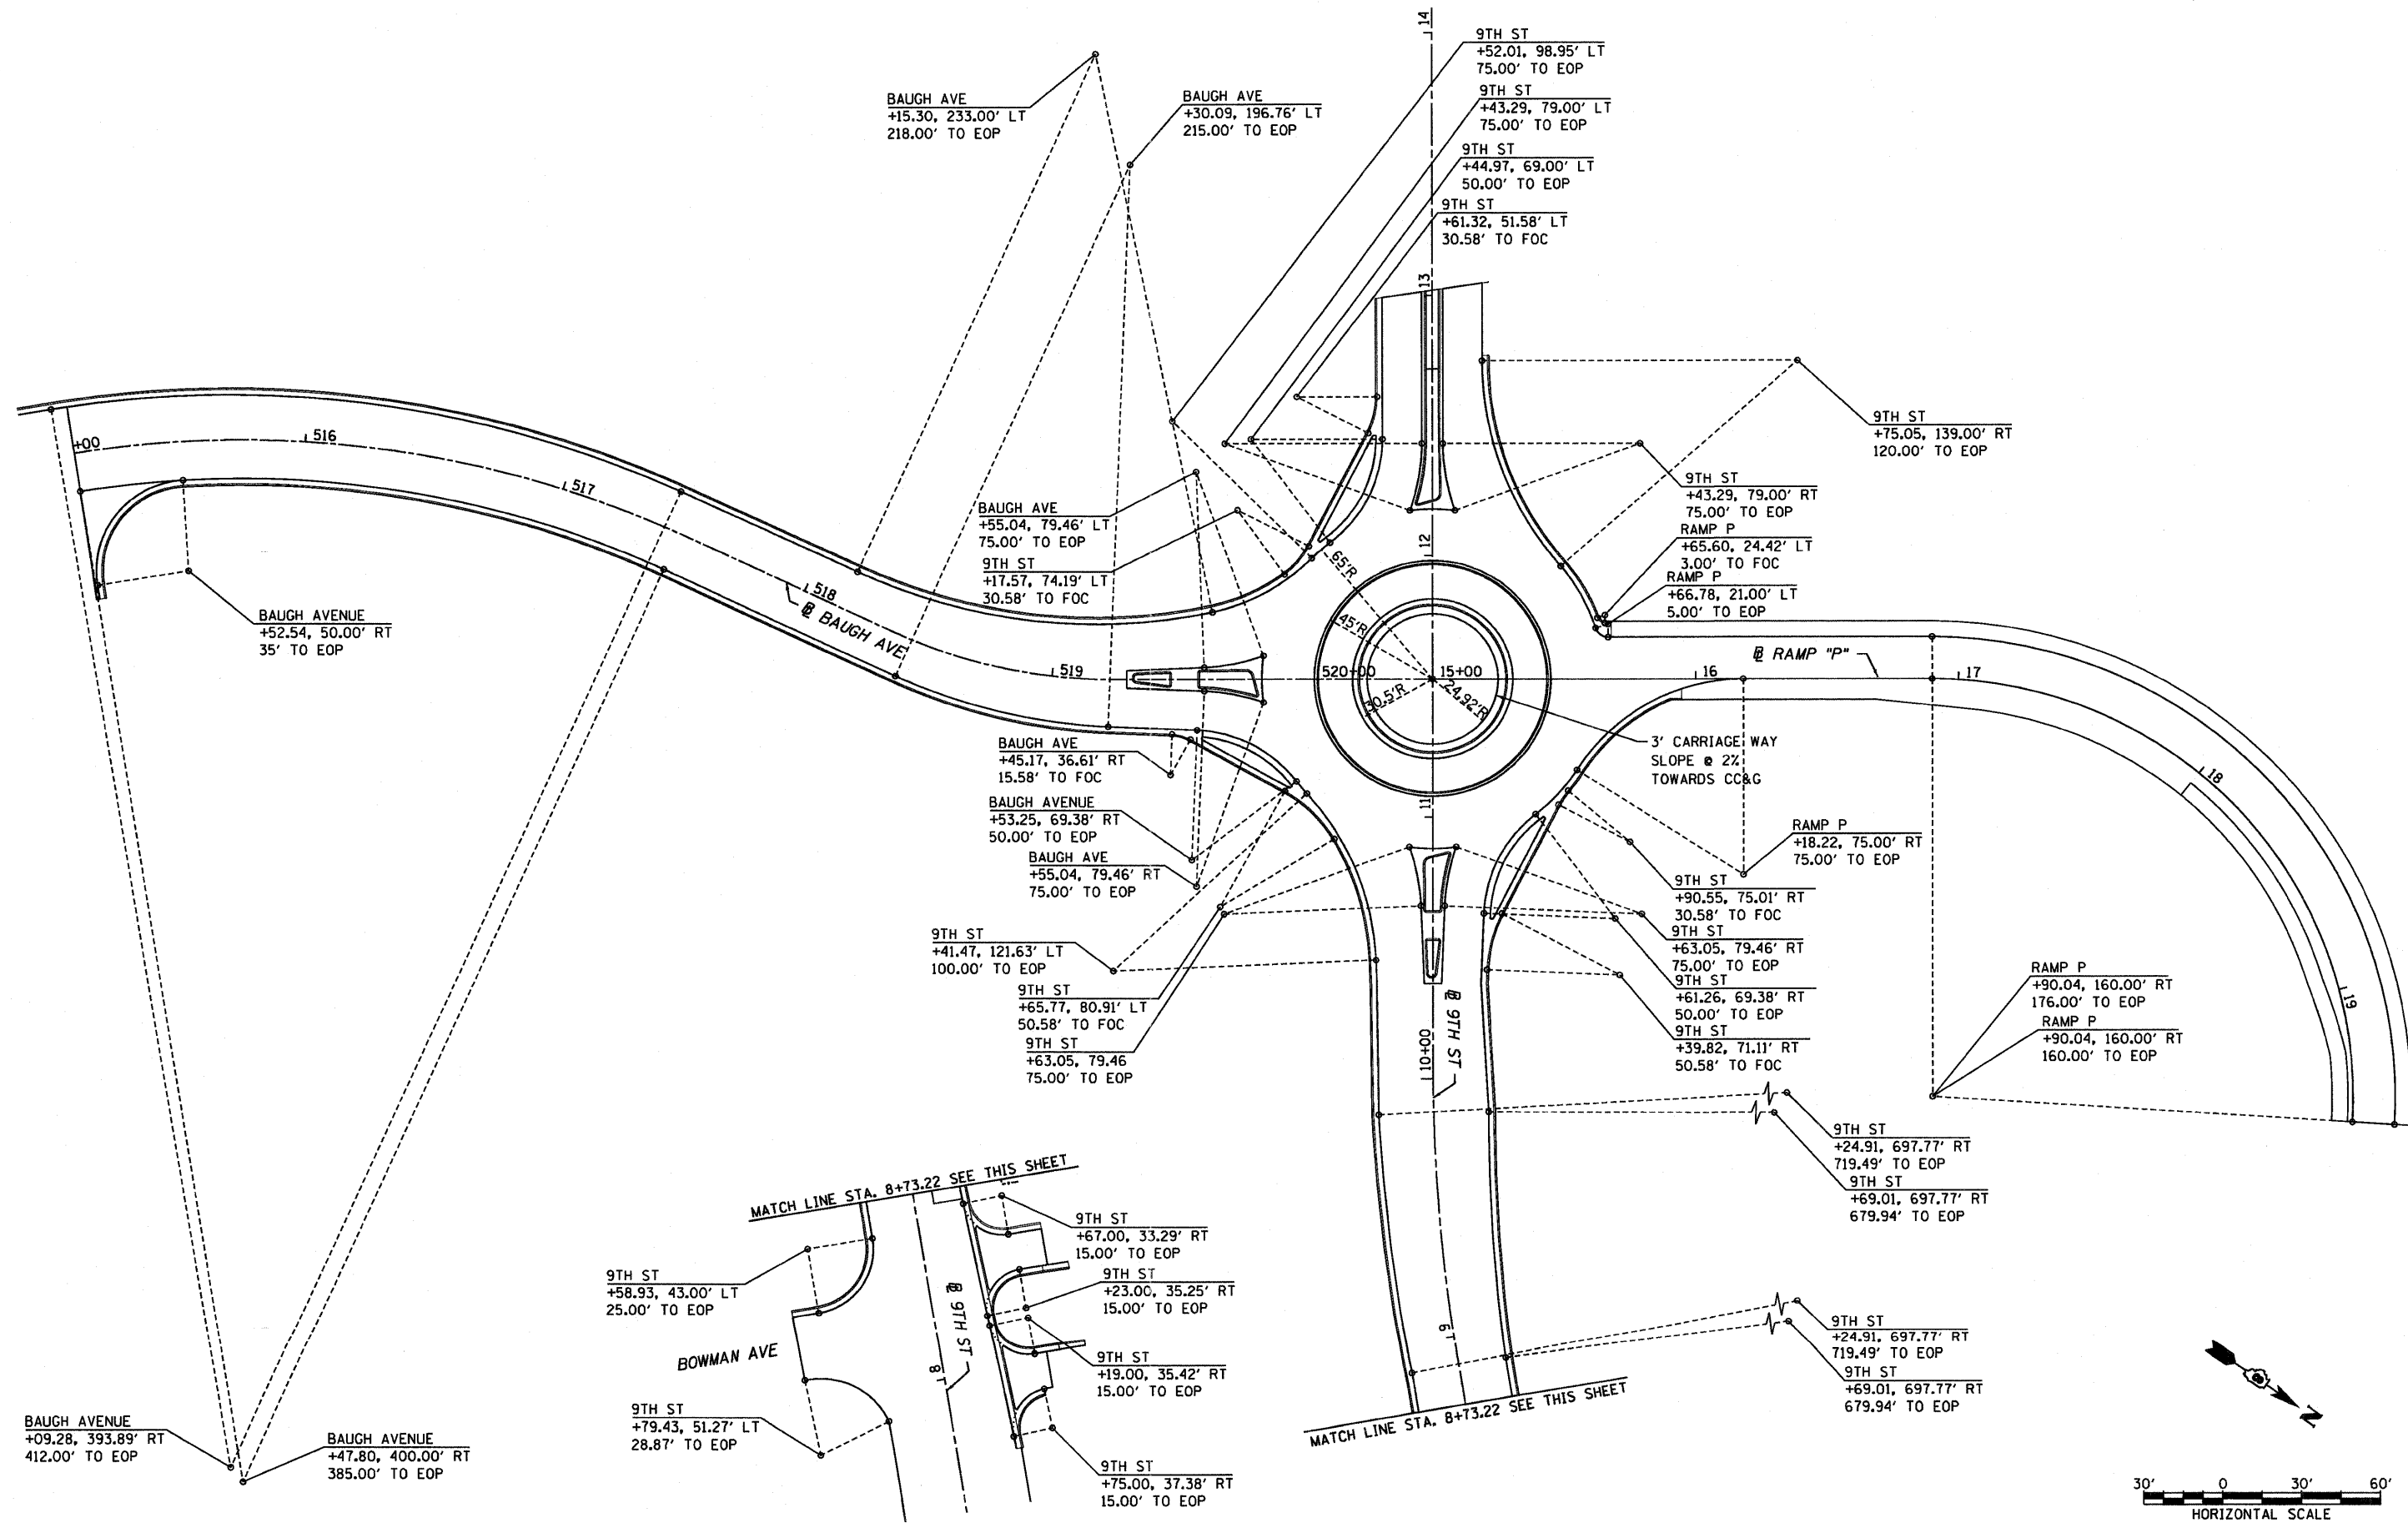 9TH ST
+52.01, 98.95' LT
75.00' TO EOP
9TH ST
+43.29, 79.00' LT
75.00' TO EOP
9TH ST
+44.97, 69.00' LT
50.00' TO EOP
9TH ST
+61.32, 51.58' LT
30.58' TO FOC
14
13
12
11
10+00
BAUGH AVE
+15.30, 233.00' LT
218.00' TO EOP
BAUGH AVE
+30.09, 196.76' LT
215.00' TO EOP
9TH ST
+75.05, 139.00' RT
120.00' TO EOP
9TH ST
+43.29, 79.00' RT
75.00' TO EOP
RAMP P
+65.60, 24.42' LT
3.00' TO FOC
RAMP P
+66.78, 21.00' LT
5.00' TO EOP
+00
516
517
518
519
520+00
15+00
16
17
18
19
BAUGH AVE
RAMP "P"
BAUGH AVENUE
+52.54, 50.00' RT
35' TO EOP
BAUGH AVE
+55.04, 79.46' LT
75.00' TO EOP
9TH ST
+17.57, 74.19' LT
30.58' TO FOC
65'R
45'R
30.5'R
24.92'R
3' CARRIAGE WAY
SLOPE @ 2%
TOWARDS CC&G
BAUGH AVE
+45.17, 36.61' RT
15.58' TO FOC
BAUGH AVENUE
+53.25, 69.38' RT
50.00' TO EOP
BAUGH AVE
+55.04, 79.46' RT
75.00' TO EOP
9TH ST
+41.47, 121.63' LT
100.00' TO EOP
9TH ST
+65.77, 80.91' LT
50.58' TO FOC
9TH ST
+63.05, 79.46
75.00' TO EOP
RAMP P
+18.22, 75.00' RT
75.00' TO EOP
9TH ST
+90.55, 75.01' RT
30.58' TO FOC
9TH ST
+63.05, 79.46' RT
75.00' TO EOP
9TH ST
+61.26, 69.38' RT
50.00' TO EOP
9TH ST
+39.82, 71.11' RT
50.58' TO FOC
RAMP P
+90.04, 160.00' RT
176.00' TO EOP
RAMP P
+90.04, 160.00' RT
160.00' TO EOP
9TH ST
9TH ST
+24.91, 697.77' RT
719.49' TO EOP
9TH ST
+69.01, 697.77' RT
679.94' TO EOP
9TH ST
+24.91, 697.77' RT
719.49' TO EOP
9TH ST
+69.01, 697.77' RT
679.94' TO EOP
9
MATCH LINE STA. 8+73.22 SEE THIS SHEET
MATCH LINE STA. 8+73.22 SEE THIS SHEET
9TH ST
+67.00, 33.29' RT
15.00' TO EOP
9TH ST
+23.00, 35.25' RT
15.00' TO EOP
9TH ST
+19.00, 35.42' RT
15.00' TO EOP
9TH ST
+75.00, 37.38' RT
15.00' TO EOP
9TH ST
+58.93, 43.00' LT
25.00' TO EOP
BOWMAN AVE
9TH ST
8
9TH ST
+79.43, 51.27' LT
28.87' TO EOP
BAUGH AVENUE
+09.28, 393.89' RT
412.00' TO EOP
BAUGH AVENUE
+47.80, 400.00' RT
385.00' TO EOP
N
30' 0 30' 60'
HORIZONTAL SCALE